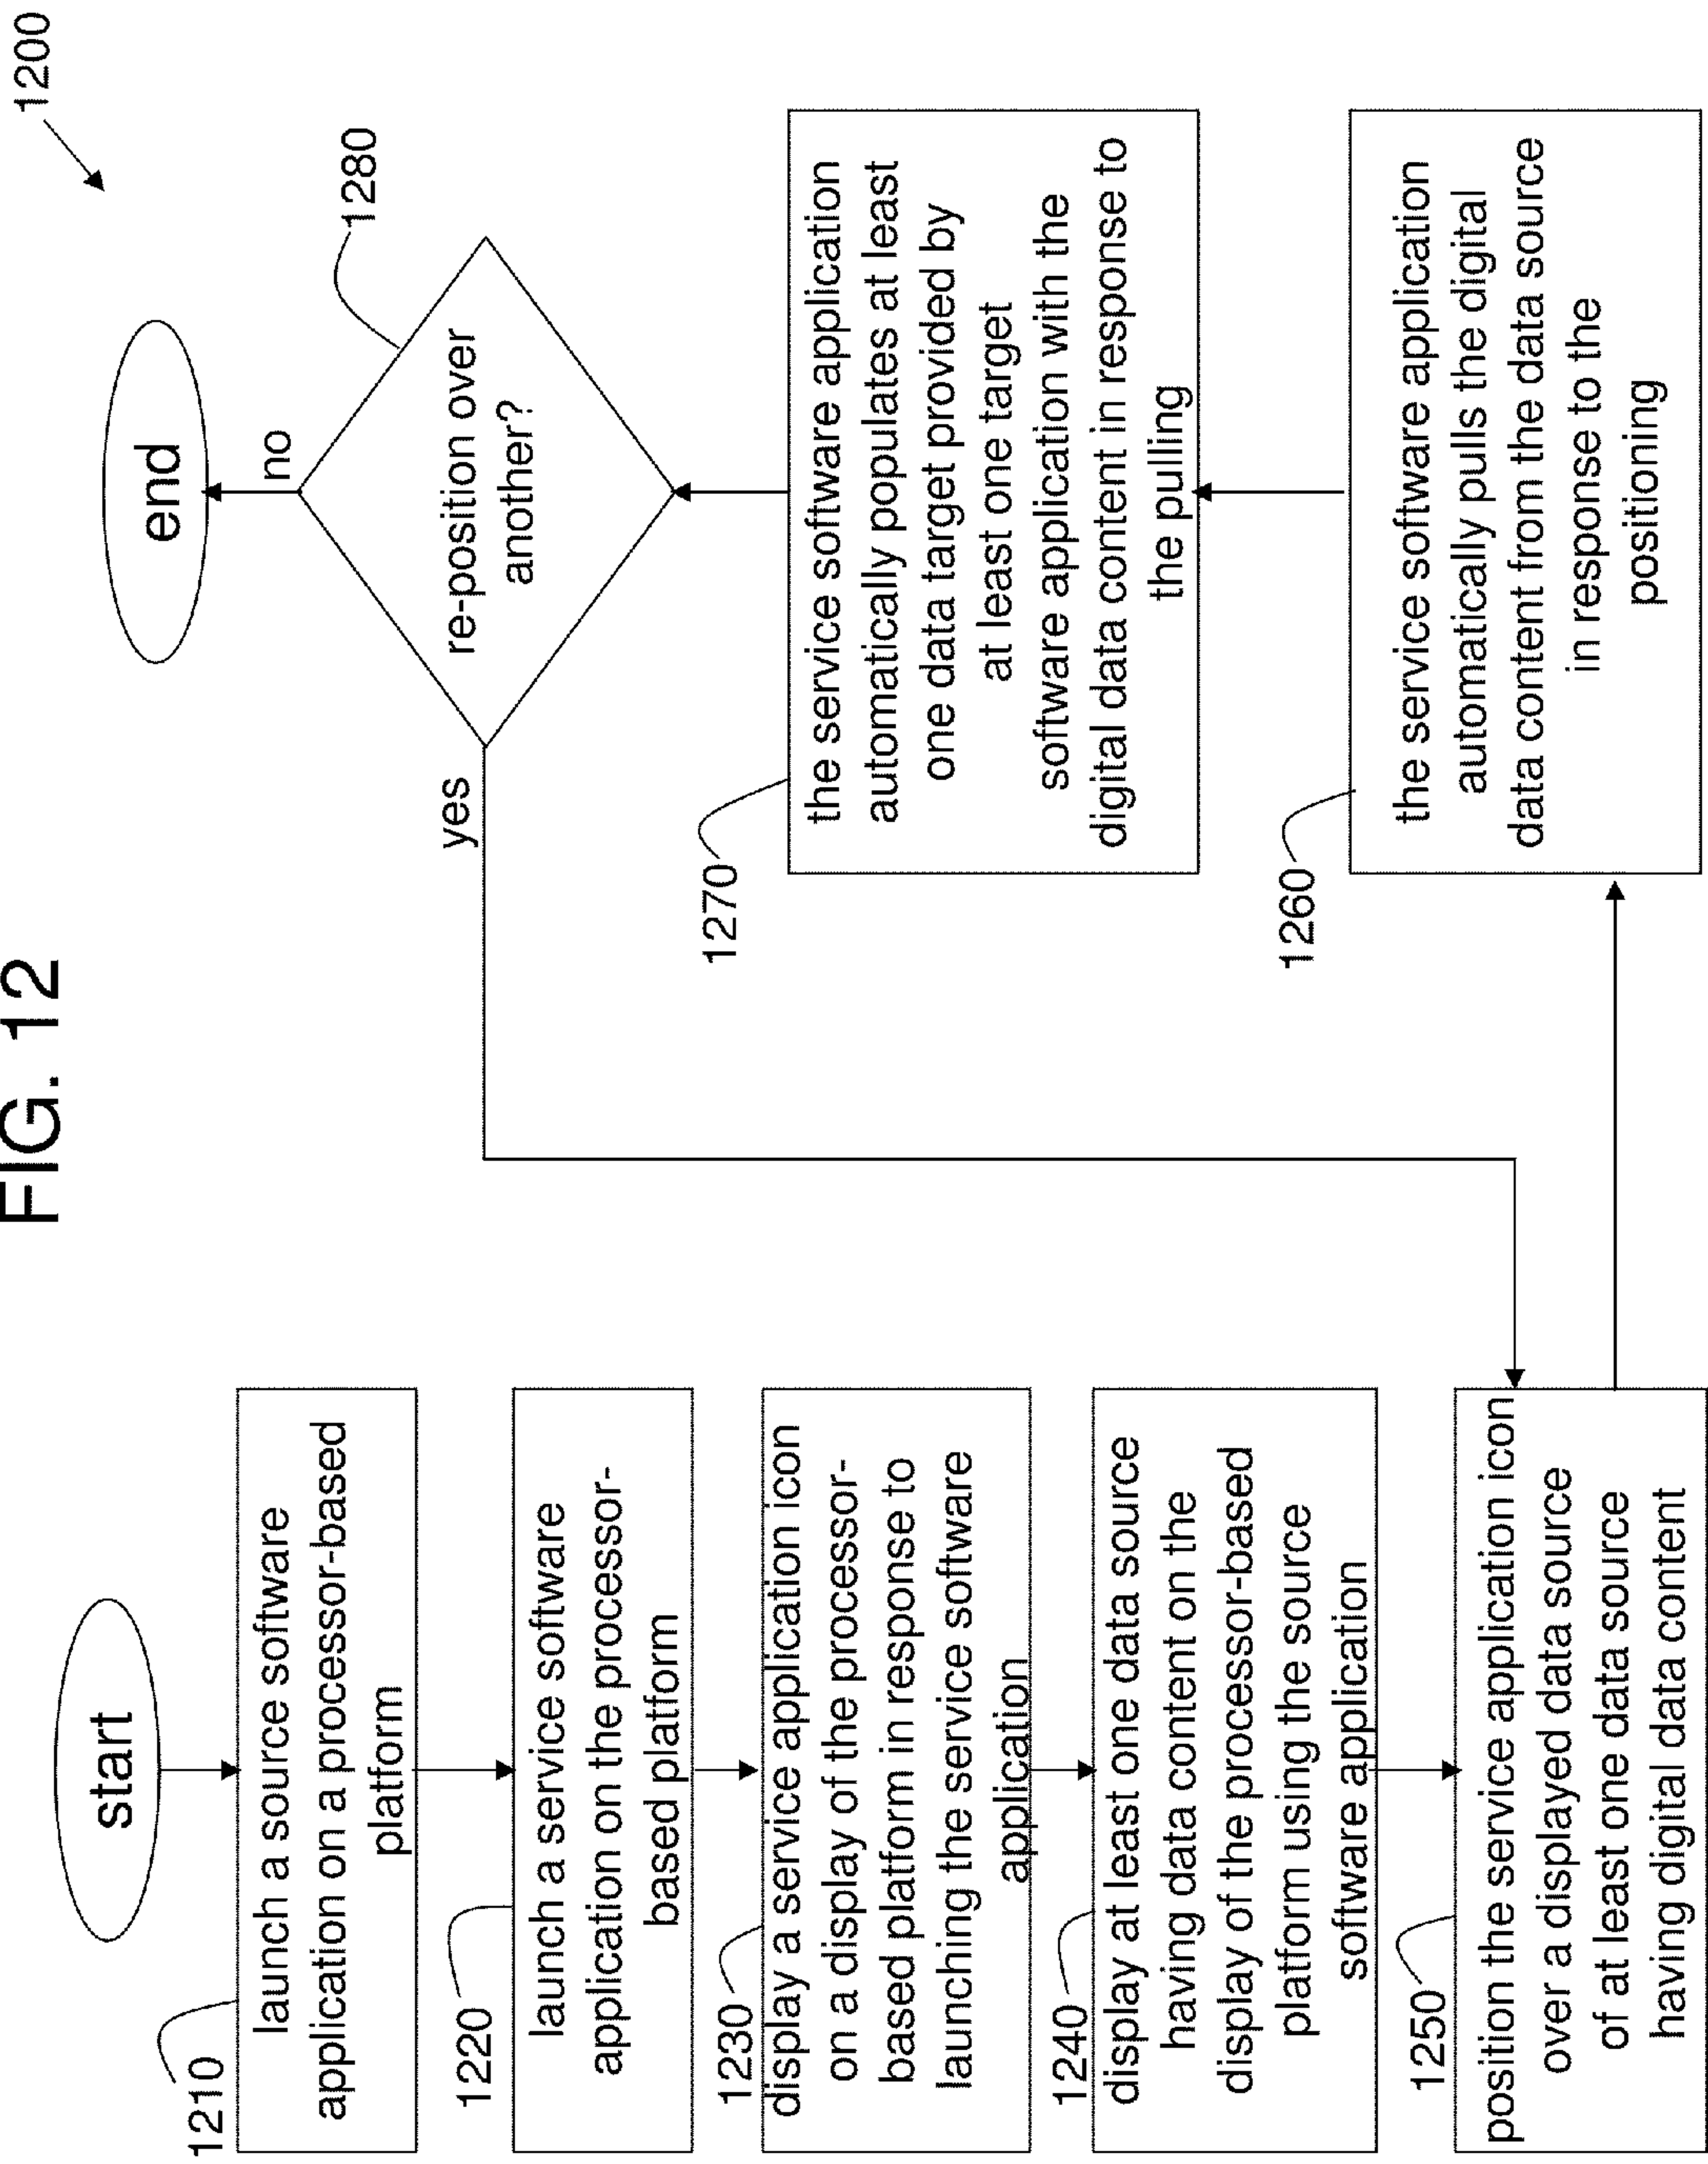 FIG. 12
1200
start
1210
launch a source software
application on a processor-based
platform
1220
launch a service software
application on the processor-
based platform
1230
display a service application icon
on a display of the processor-
based platform in response to
launching the service software
application
1240
display at least one data source
having data content on the
display of the processor-based
platform using the source
software application
1250
position the service application icon
over a displayed data source
of at least one data source
having digital data content
1260
the service software application
automatically pulls the digital
data content from the data source
in response to the
positioning
1270
the service software application
automatically populates at least
one data target provided by
at least one target
software application with the
digital data content in response to
the pulling
1280
re-position over
another?
yes
no
end